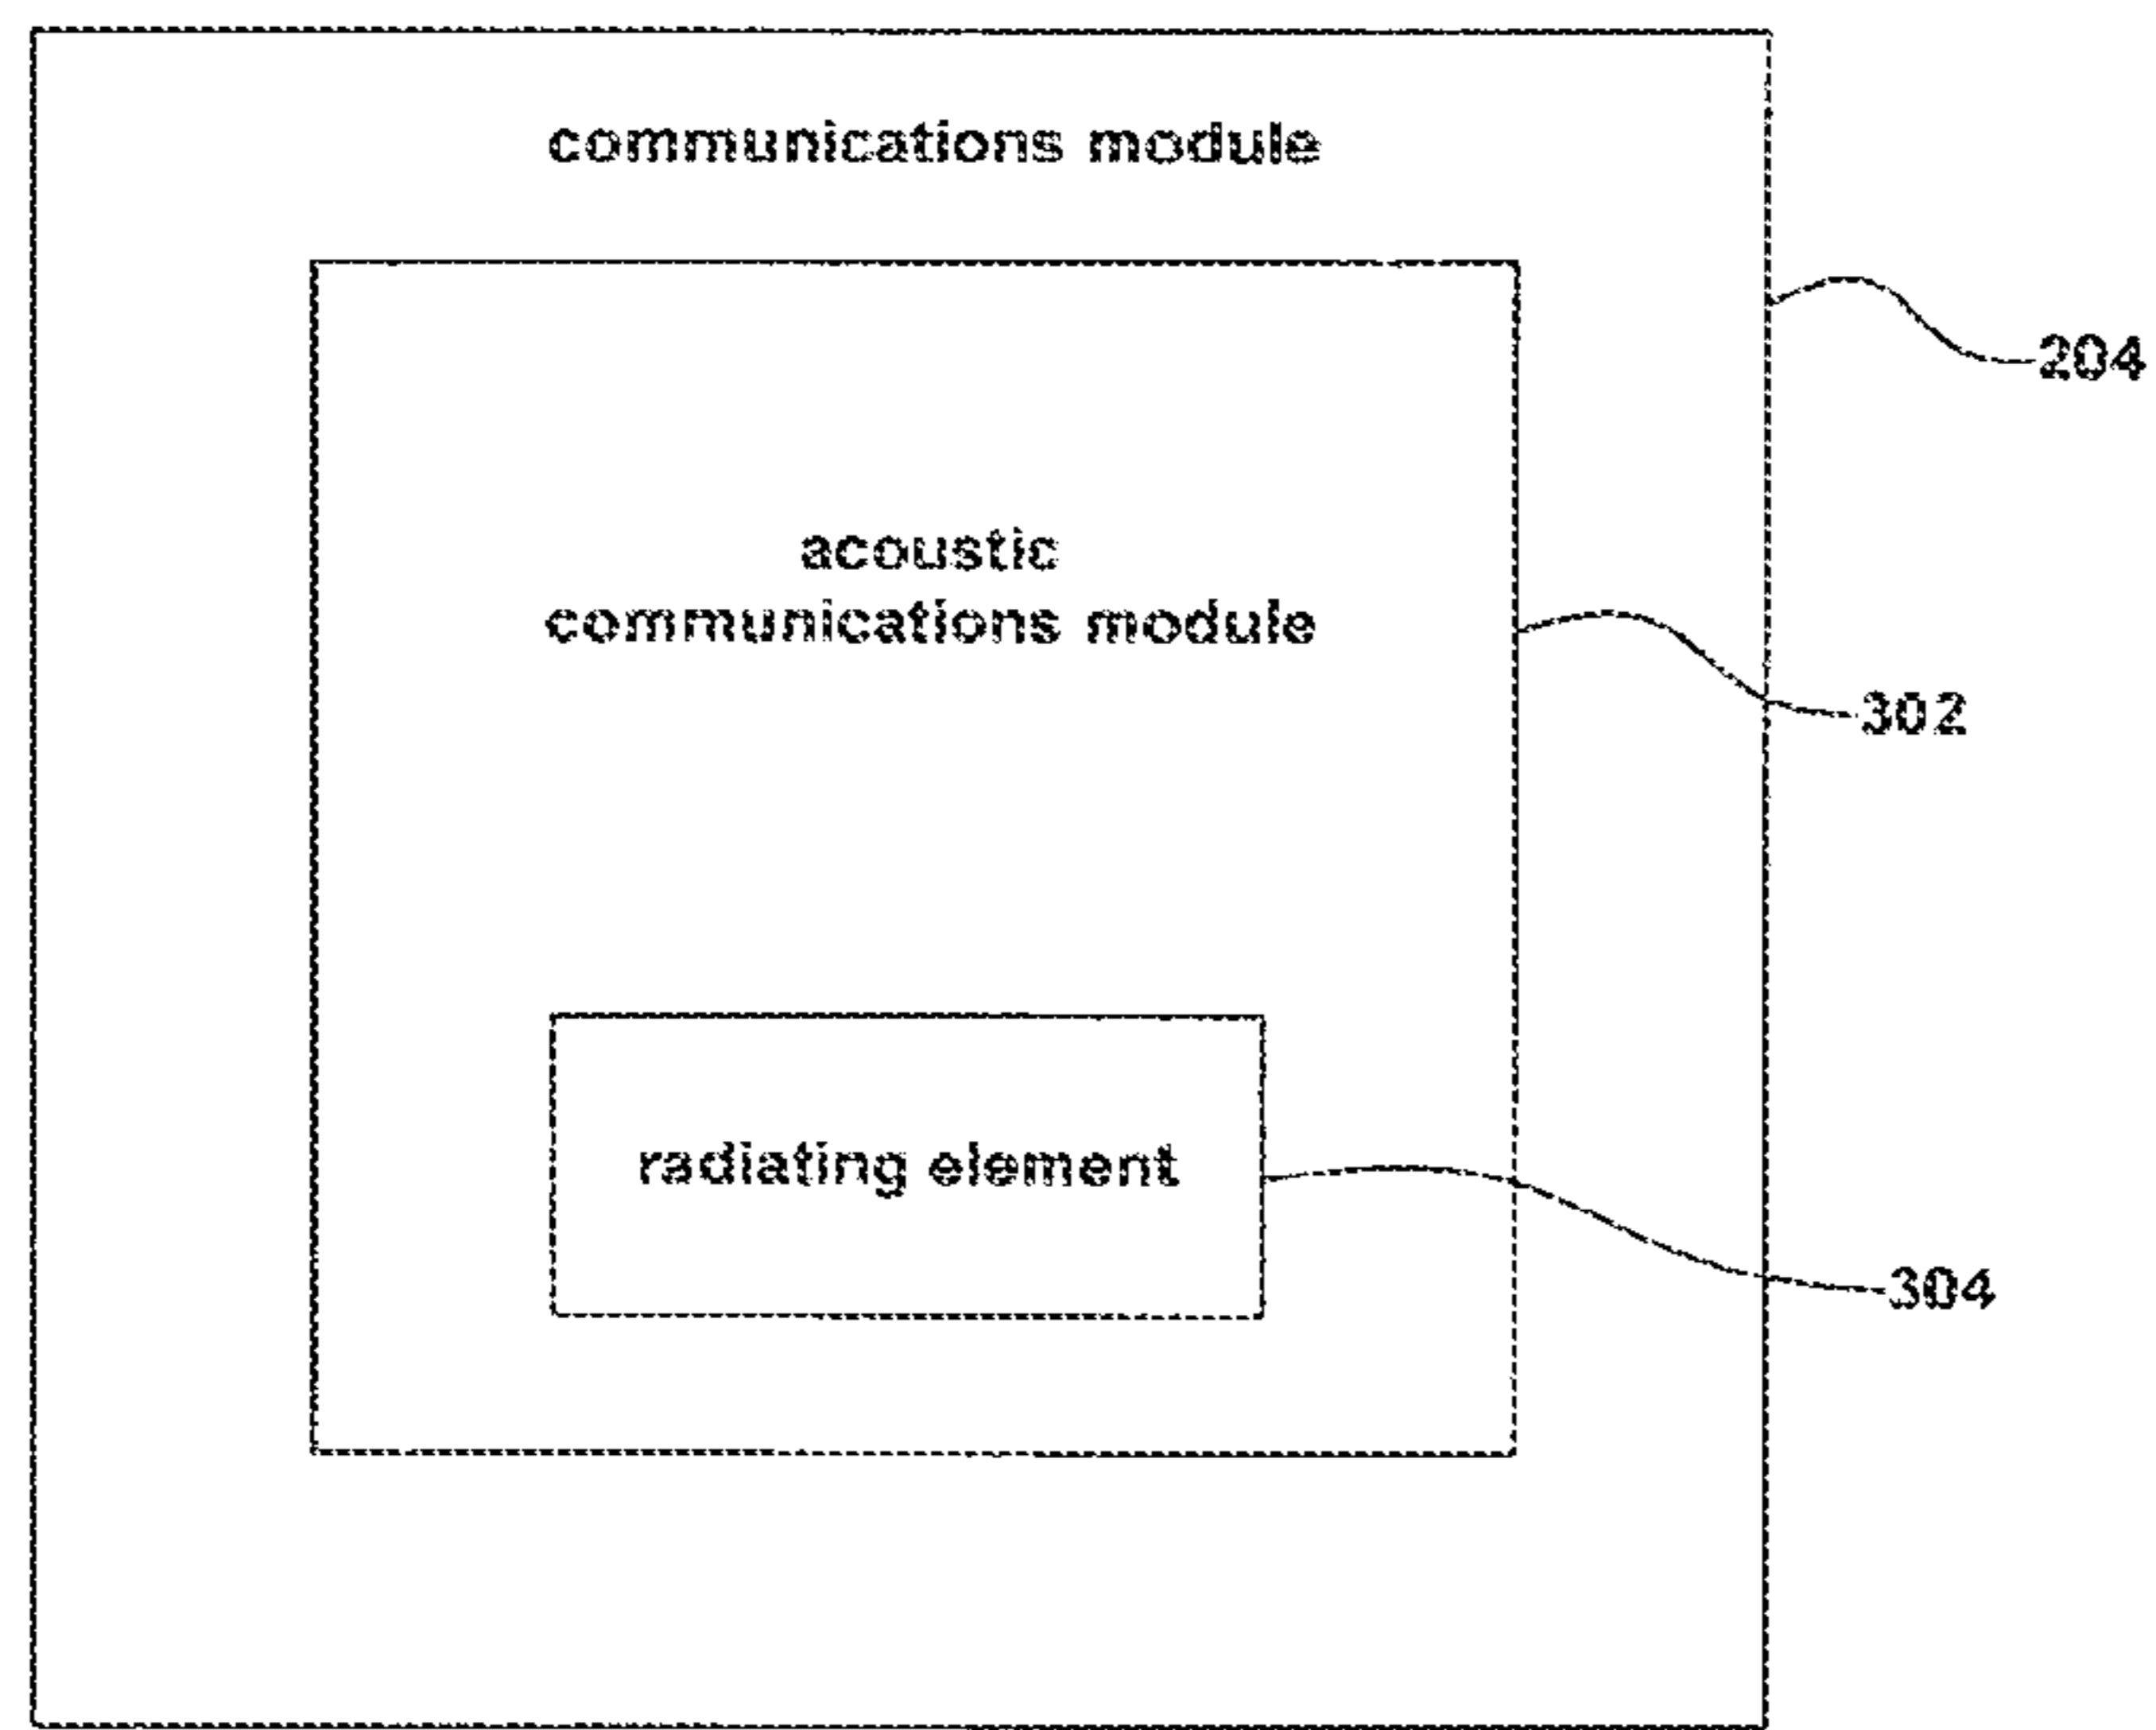 communications module
204
acoustic
communications module
302
radiating element
304